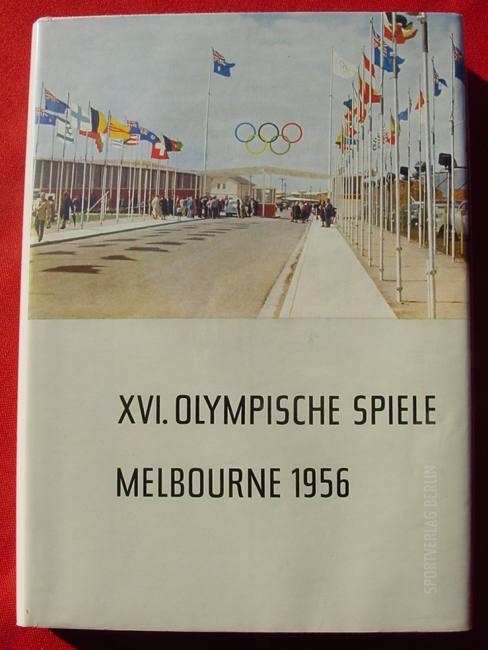 XVI. OLYMPISCHE SPIELE
MELBOURNE 1956
SPORTVERLAG BERLIN